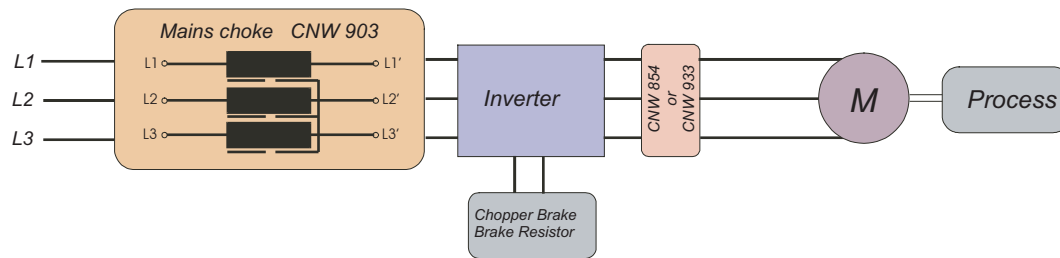 Mains choke CNW 903
L1
L2
L3
L1
L1'
L2
L2'
L3
L3'
Inverter
Chopper Brake
Brake Resistor
CNW 854
or
CNW 933
M
Process